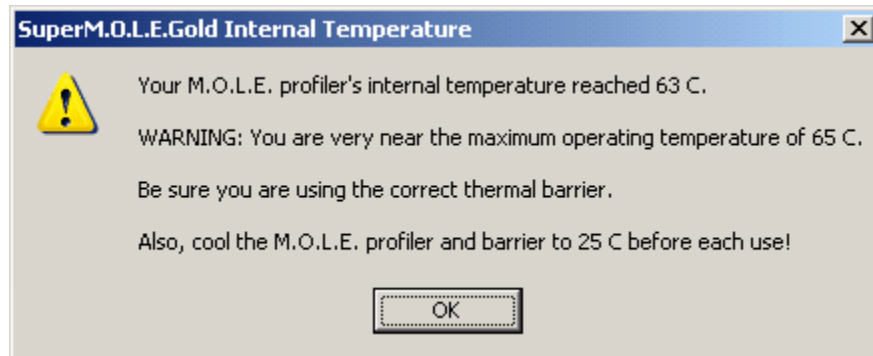 SuperM.O.L.E.Gold Internal Temperature
Your M.O.L.E. profiler's internal temperature reached 63 C.
WARNING: You are very near the maximum operating temperature of 65 C.
Be sure you are using the correct thermal barrier.
Also, cool the M.O.L.E. profiler and barrier to 25 C before each use!
OK